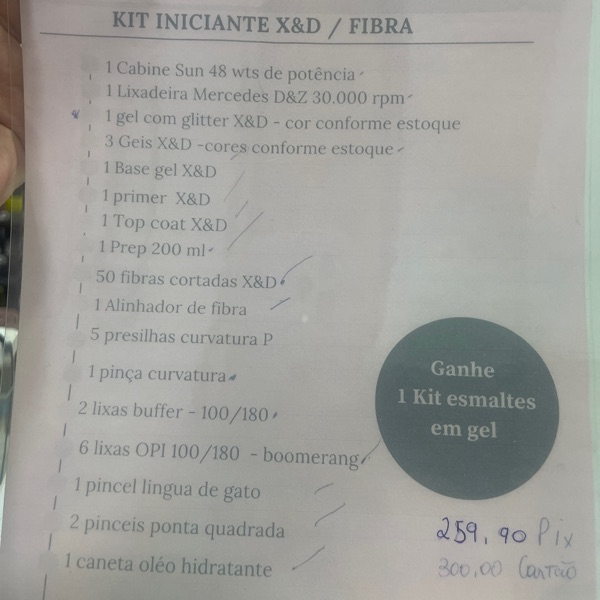 KIT INICIANTE X&D / FIBRA
1 Cabine Sun 48 wts de potência
1 Lixadeira Mercedes D&Z 30.000 rpm
1 gel com glitter X&D - cor conforme estoque
3 Geis X&D -cores conforme estoque
1 Base gel X&D
1 primer X&D
1 Top coat X&D
1 Prep 200 ml
50 fibras cortadas X&D
1 Alinhador de fibra
5 presilhas curvatura P
1 pinça curvatura
2 lixas buffer - 100/180
6 lixas OPI 100/180 - boomerang
1 pincel lingua de gato
2 pinceis ponta quadrada
1 caneta oléo hidratante
Ganhe
1 Kit esmaltes
em gel
259,90 Pix
300,00 Cartão